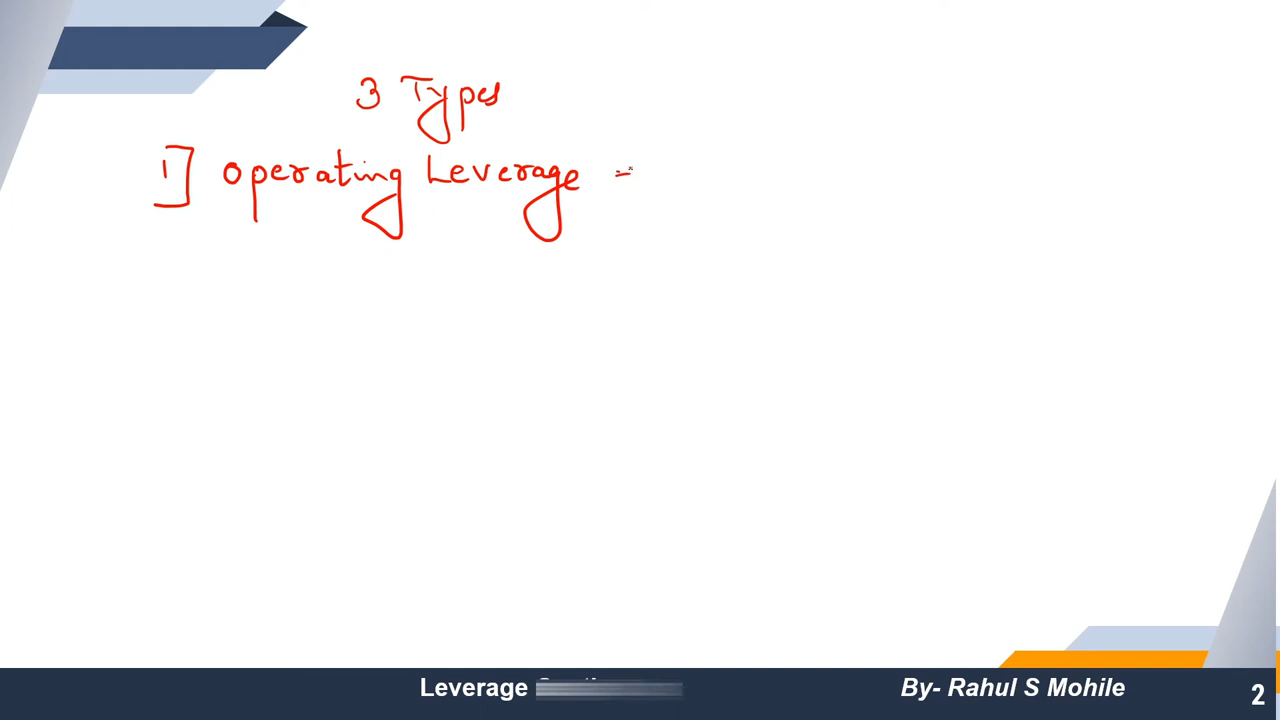 3 Types
1] Operating Leverage =
Leverage
By- Rahul S Mohile
2